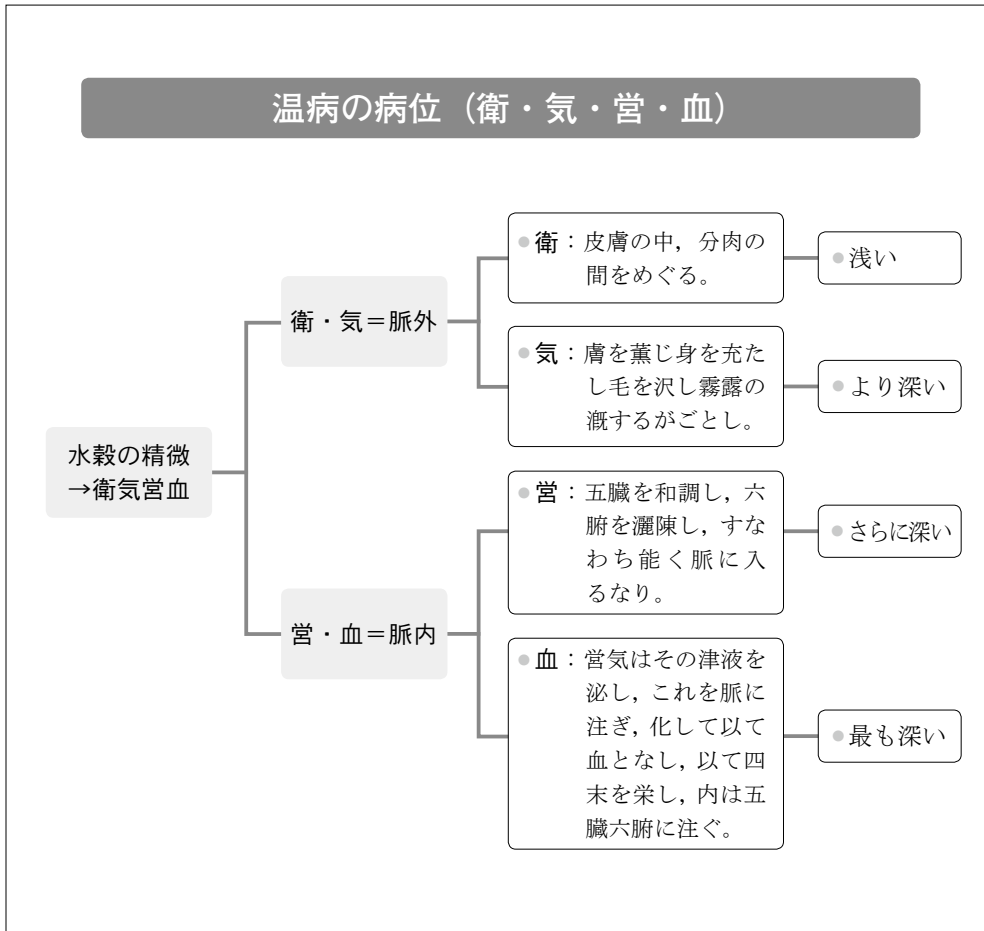 温病の病位（衛・気・営・血）
水穀の精微
→衛気営血
衛・気＝脈外
●衛：皮膚の中，分肉の
間をめぐる。
●浅い
●気：膚を薫じ身を充た
し毛を沢し霧露の
漑するがごとし。
●より深い
営・血＝脈内
●営：五臓を和調し，六
腑を灑陳し，すな
わち能く脈に入
るなり。
●さらに深い
●血：営気はその津液を
泌し，これを脈に
注ぎ，化して以て
血となし，以て四
末を栄し，内は五
臓六腑に注ぐ。
●最も深い